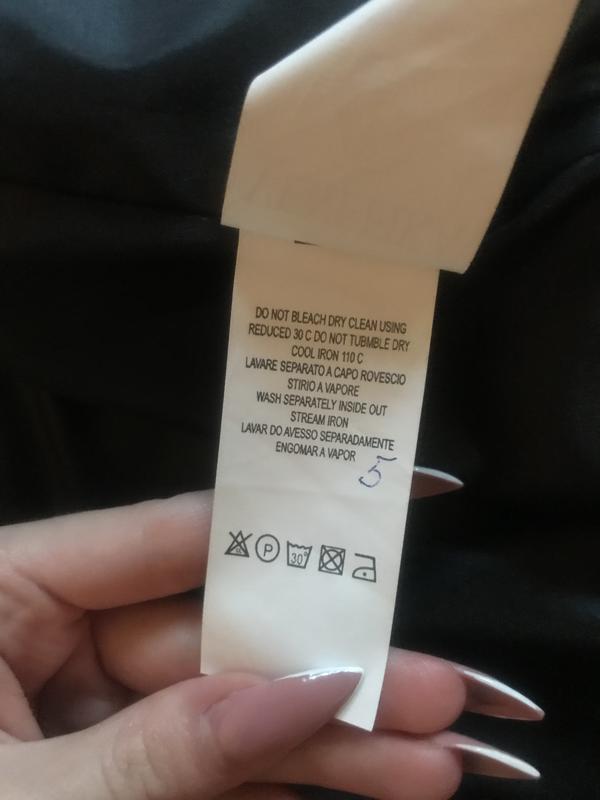 DO NOT BLEACH DRY CLEAN USING
REDUCED 30 C DO NOT TUBMBLE DRY
COOL IRON 110 C
LAVARE SEPARATO A CAPO ROVESCIO
STIRIO A VAPORE
WASH SEPARATELY INSIDE OUT
STREAM IRON
LAVAR DO AVESSO SEPARADAMENTE
ENGOMAR A VAPOR
5
P 30°